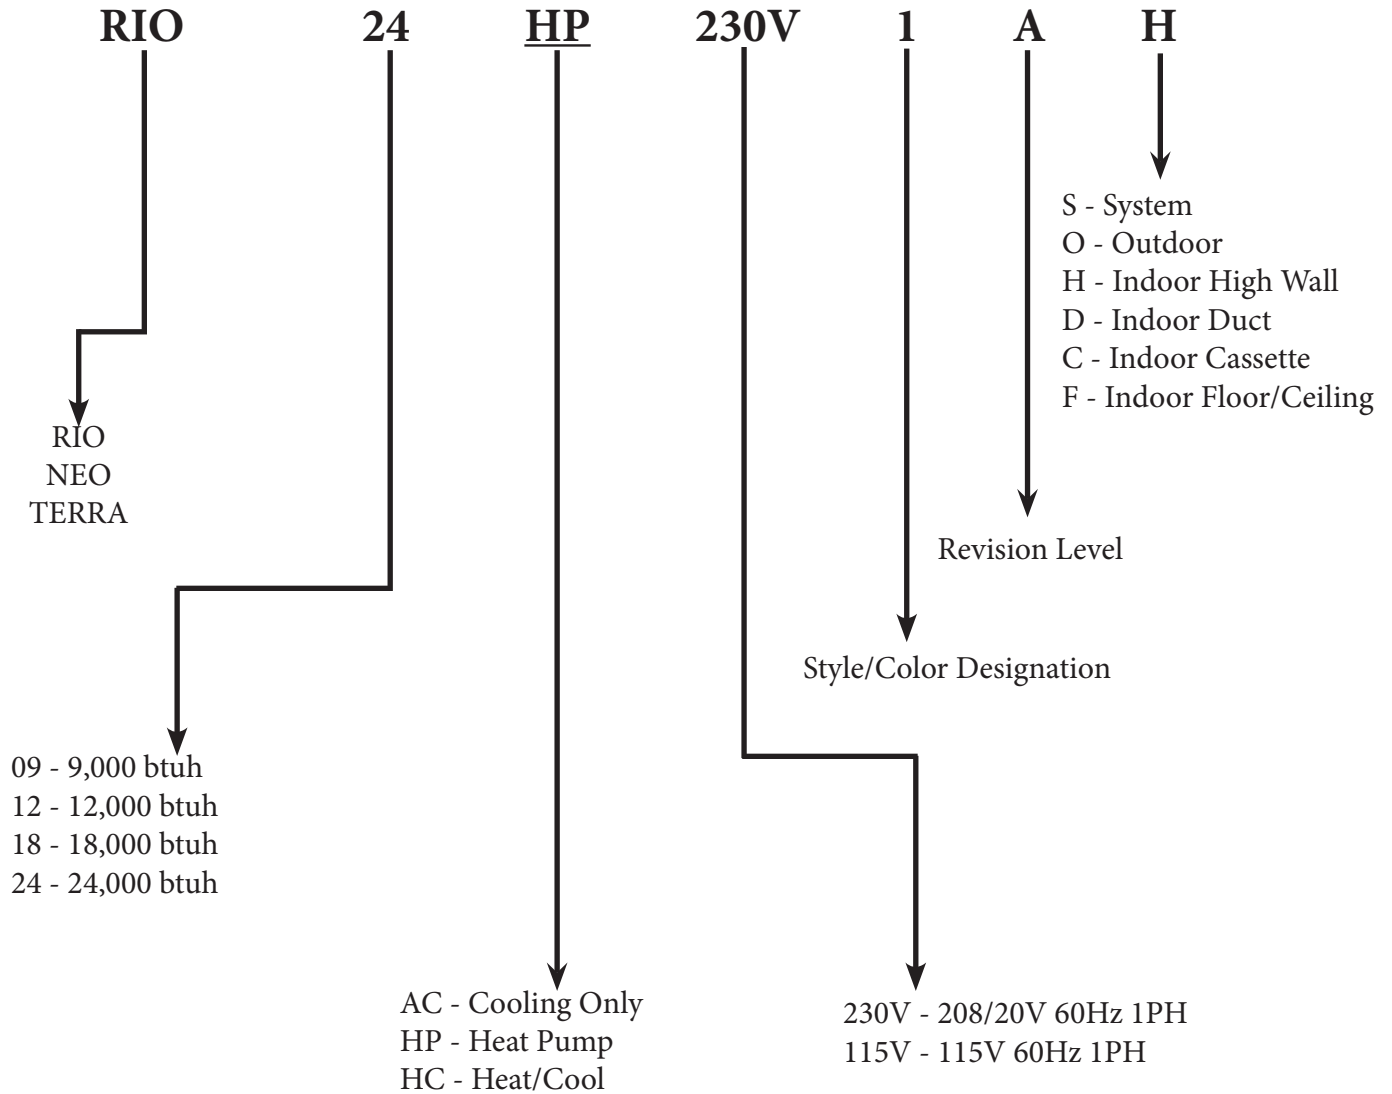 RIO 24 HP 230V 1 A H
S - System
O - Outdoor
H - Indoor High Wall
D - Indoor Duct
C - Indoor Cassette
F - Indoor Floor/Ceiling
RIO
NEO
TERRA
Revision Level
Style/Color Designation
09 - 9,000 btuh
12 - 12,000 btuh
18 - 18,000 btuh
24 - 24,000 btuh
AC - Cooling Only
HP - Heat Pump
HC - Heat/Cool
230V - 208/20V 60Hz 1PH
115V - 115V 60Hz 1PH